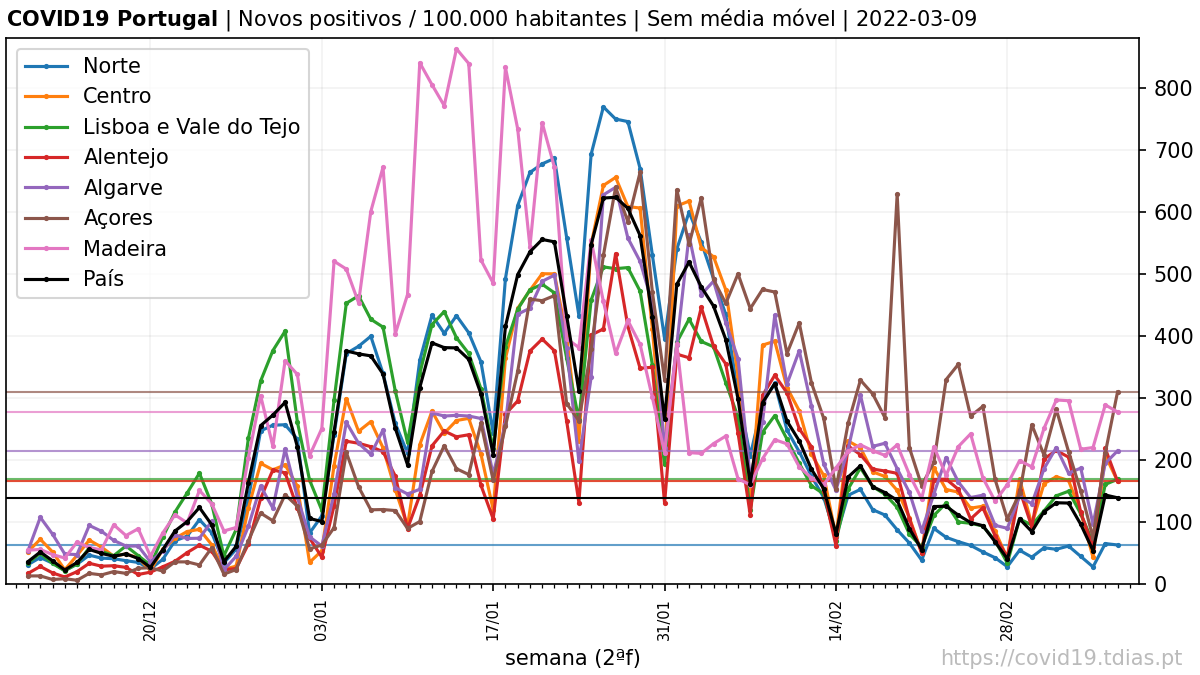 COVID19 Portugal | Novos positivos / 100.000 habitantes | Sem média móvel | 2022-03-09
Norte
Centro
Lisboa e Vale do Tejo
Alentejo
Algarve
Açores
Madeira
País
800
700
600
500
400
300
200
100
0
20/12
03/01
17/01
31/01
14/02
28/02
semana (2ªf)
https://covid19.tdias.pt